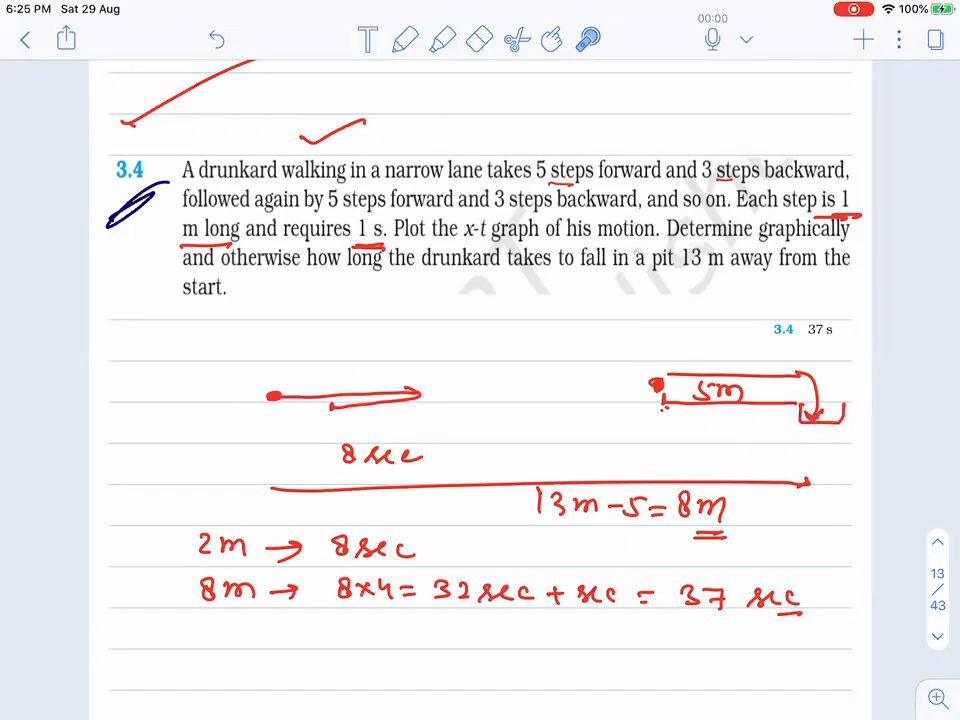 6:25 PM Sat 29 Aug
100%
00:00
3.4 A drunkard walking in a narrow lane takes 5 steps forward and 3 steps backward,
followed again by 5 steps forward and 3 steps backward, and so on. Each step is 1
m long and requires 1 s. Plot the x-t graph of his motion. Determine graphically
and otherwise how long the drunkard takes to fall in a pit 13 m away from the
start.
3.4 37 s
5m
8 sec
13m - 5 = 8m
2m → 8 sec
8m → 8x4 = 32 sec + sec = 37 sec
13
/
43